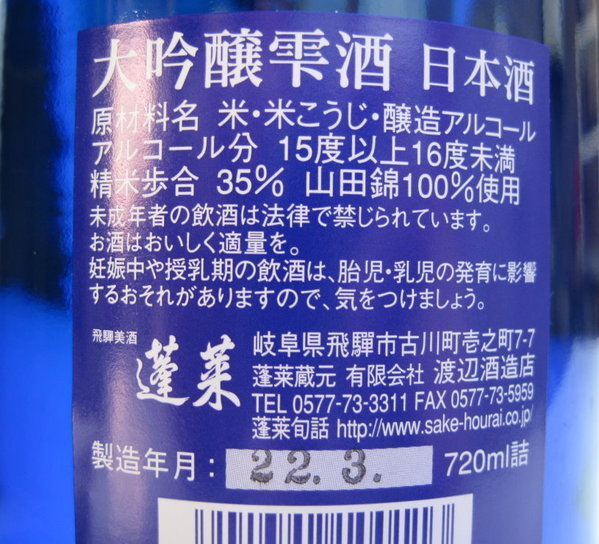 大吟醸雫酒 日本酒
原材料名 米・米こうじ・醸造アルコール
アルコール分 15度以上16度未満
精米歩合 35% 山田錦100%使用
未成年者の飲酒は法律で禁じられています。
お酒はおいしく適量を。
妊娠中や授乳期の飲酒は、胎児・乳児の発育に影響
するおそれがありますので、気をつけましょう。
飛騨美酒
蓬莱
岐阜県飛騨市古川町壱之町7-7
蓬莱蔵元 有限会社 渡辺酒造店
TEL 0577-73-3311 FAX 0577-73-5959
蓬莱旬話 http://www.sake-hourai.co.jp/
製造年月： 22.3. 720ml詰